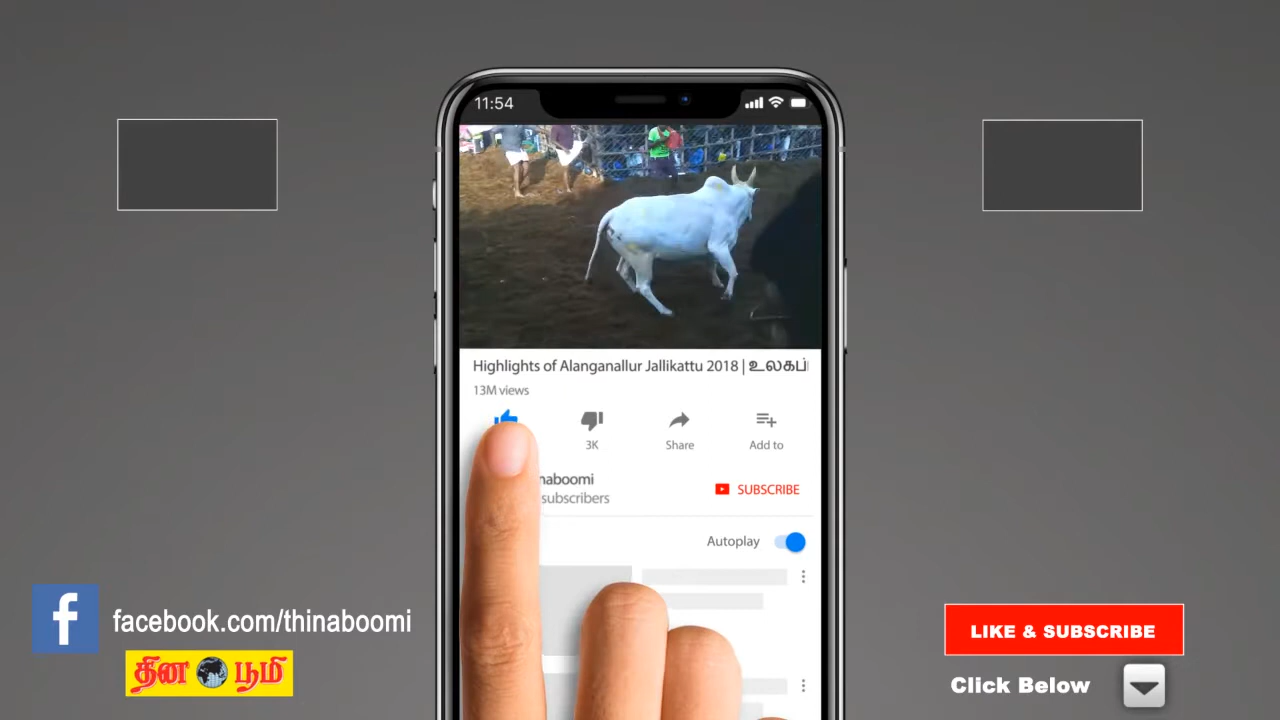 11:54
Highlights of Alanganallur Jallikattu 2018 | உலகப்
13M views
3K
Share
Add to
naboomi
subscribers
SUBSCRIBE
Autoplay
facebook.com/thinaboomi
தின பூமி
LIKE & SUBSCRIBE
Click Below